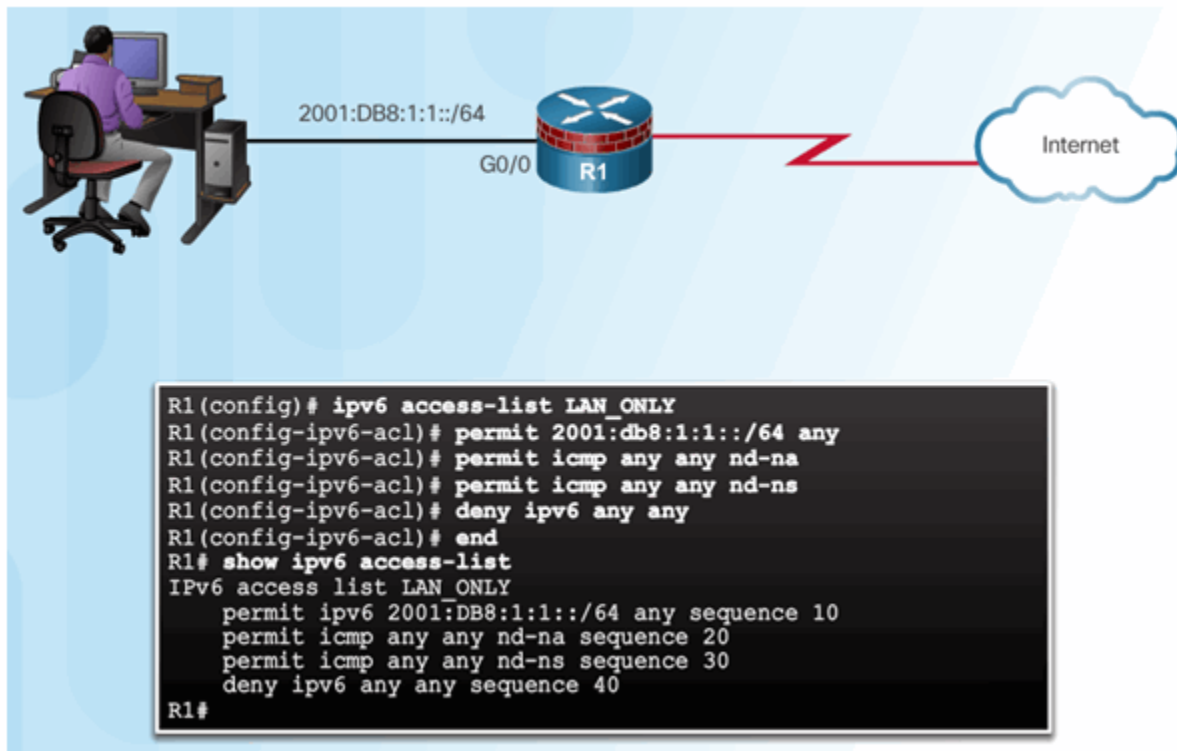 2001:DB8:1:1::/64
G0/0
R1
Internet
R1(config)# ipv6 access-list LAN_ONLY
R1(config-ipv6-acl)# permit 2001:db8:1:1::/64 any
R1(config-ipv6-acl)# permit icmp any any nd-na
R1(config-ipv6-acl)# permit icmp any any nd-ns
R1(config-ipv6-acl)# deny ipv6 any any
R1(config-ipv6-acl)# end
R1# show ipv6 access-list
IPv6 access list LAN_ONLY
    permit ipv6 2001:DB8:1:1::/64 any sequence 10
    permit icmp any any nd-na sequence 20
    permit icmp any any nd-ns sequence 30
    deny ipv6 any any sequence 40
R1#